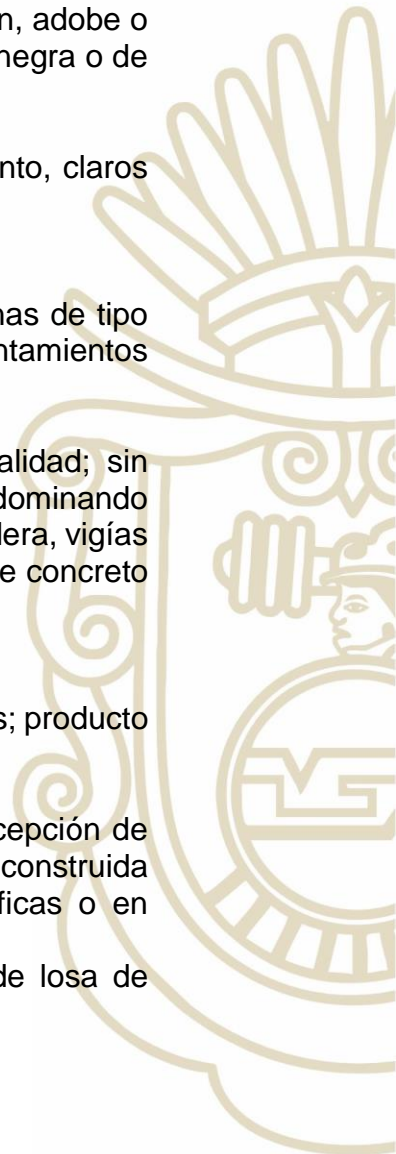 n, adobe o
negra o de
nto, claros
nas de tipo
ntamientos
alidad; sin
dominando
lera, vigías
e concreto
s; producto
cepción de
construida
ficas o en
de losa de